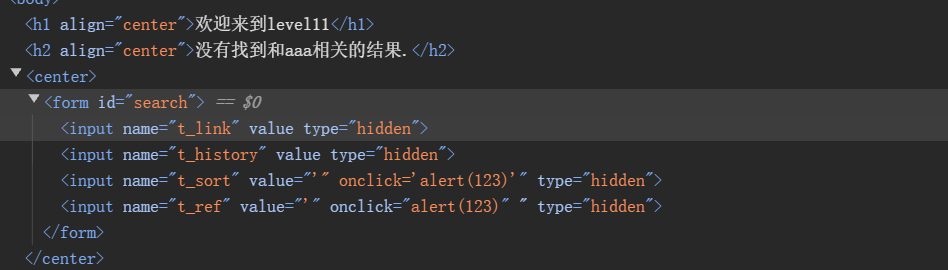 <body>
<h1 align="center">欢迎来到level11</h1>
<h2 align="center">没有找到和aaa相关的结果.</h2>
<center>
<form id="search"> == $0
<input name="t_link" value type="hidden">
<input name="t_history" value type="hidden">
<input name="t_sort" value="'" onclick='alert(123)'" type="hidden">
<input name="t_ref" value="'" onclick="alert(123)" " type="hidden">
</form>
</center>